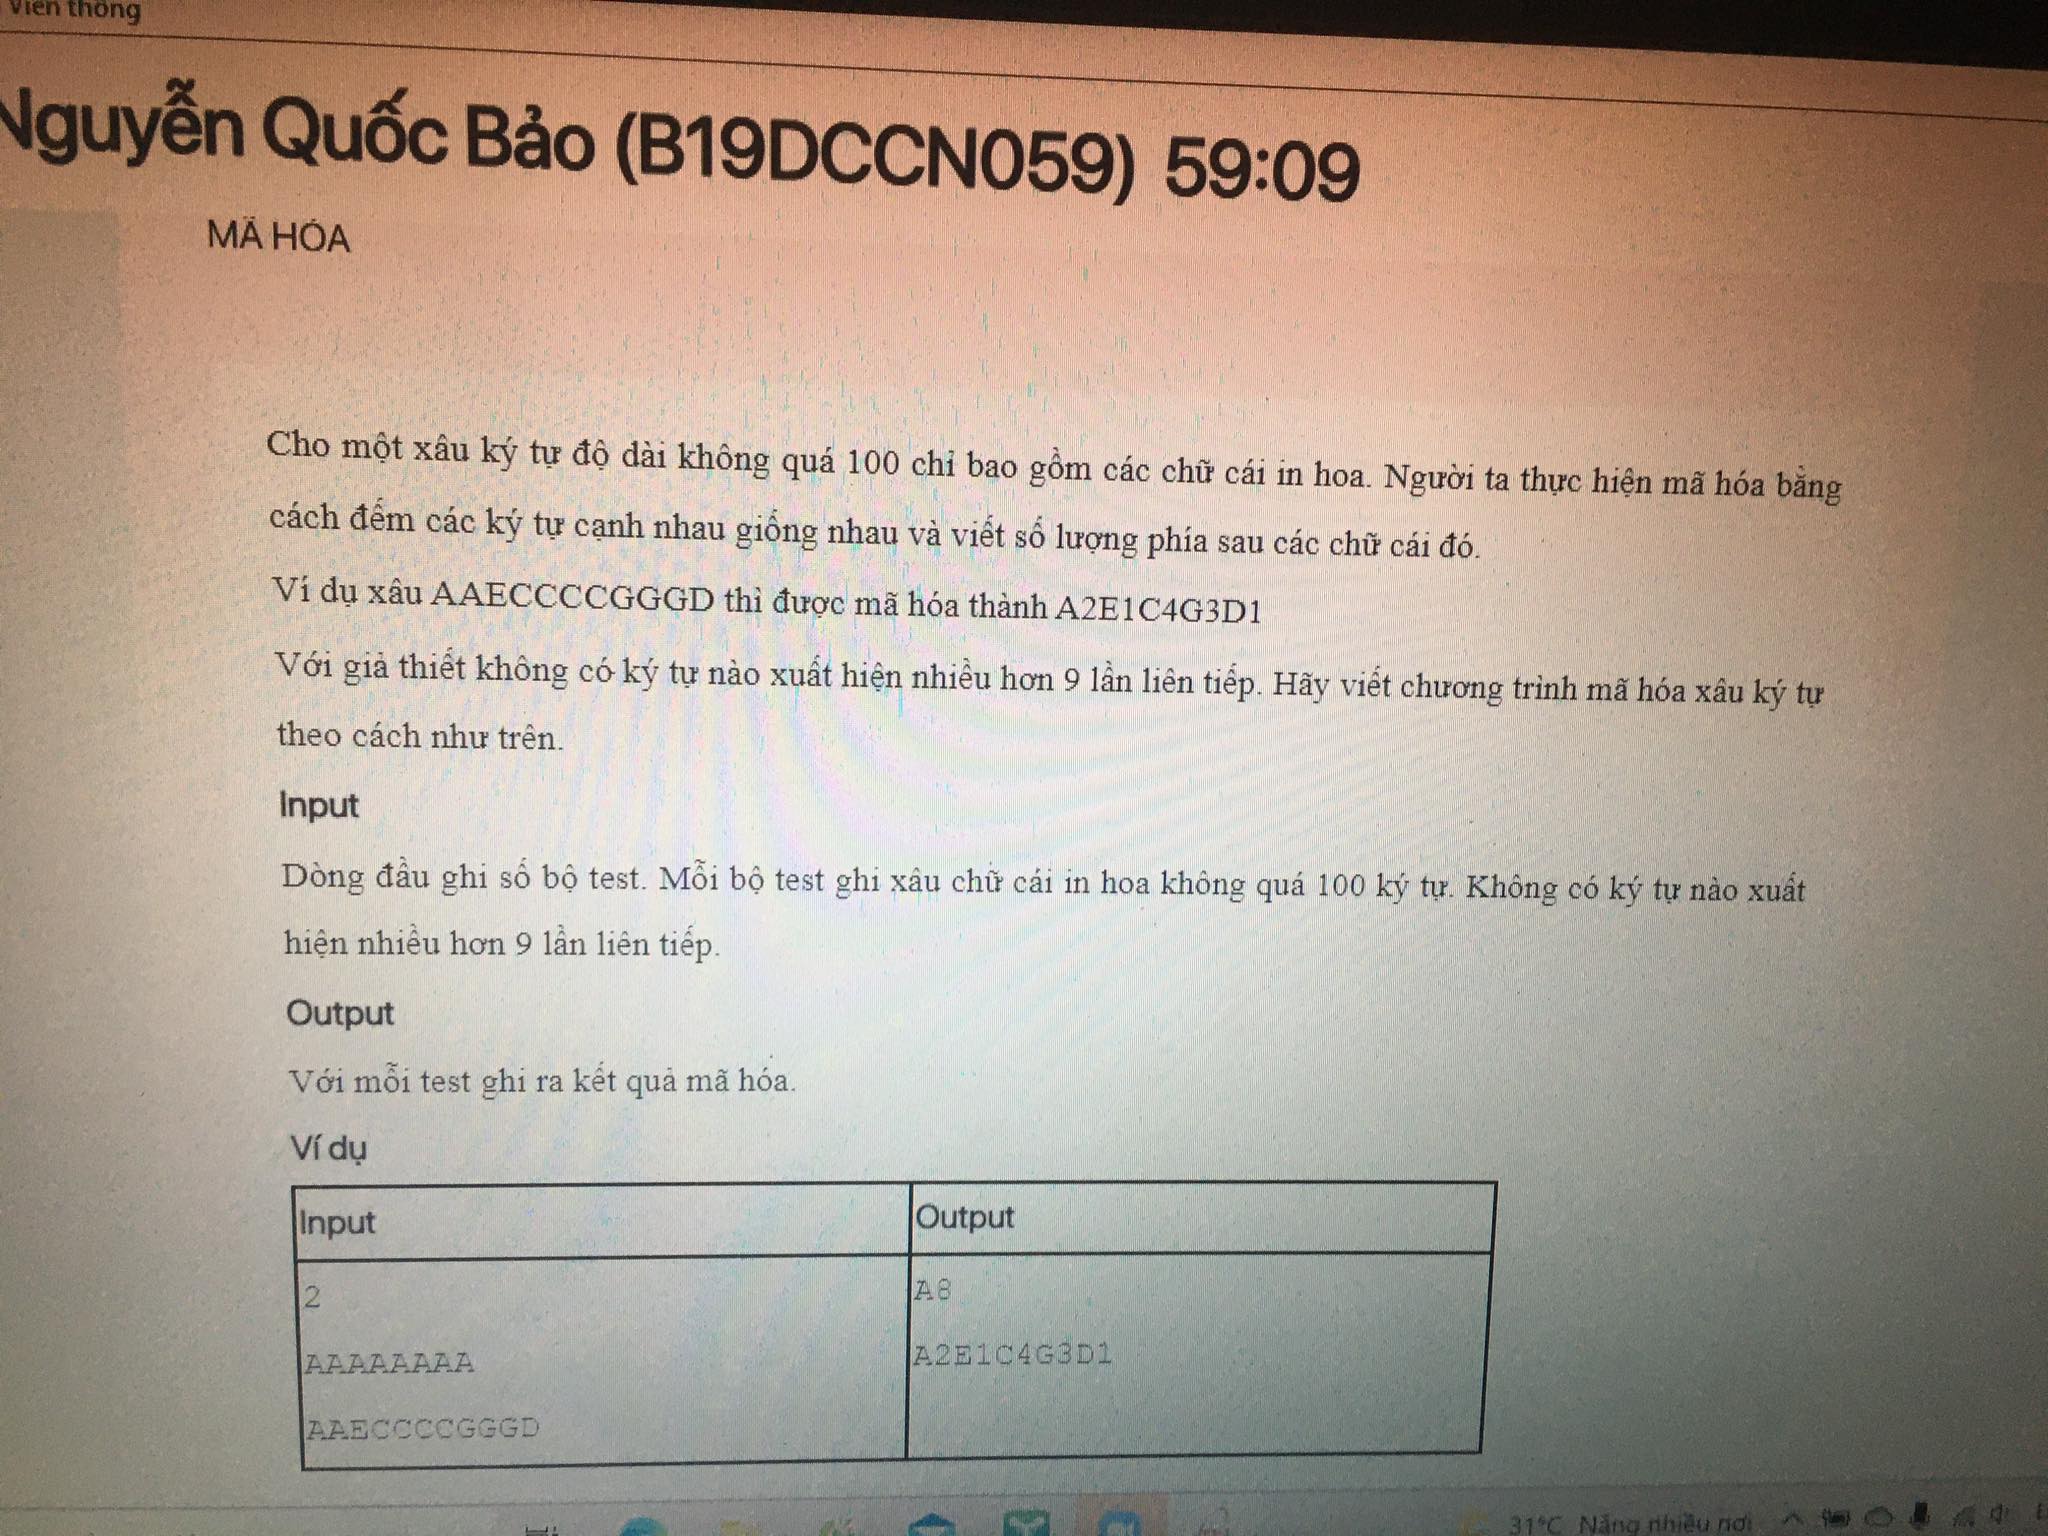 Viễn thông
Nguyễn Quốc Bảo (B19DCCN059) 59:09
MÃ HÓA
Cho một xâu ký tự độ dài không quá 100 chỉ bao gồm các chữ cái in hoa. Người ta thực hiện mã hóa bằng
cách đếm các ký tự cạnh nhau giống nhau và viết số lượng phía sau các chữ cái đó.
Ví dụ xâu AAECCCCGGGD thì được mã hóa thành A2E1C4G3D1
Với giả thiết không có ký tự nào xuất hiện nhiều hơn 9 lần liên tiếp. Hãy viết chương trình mã hóa xâu ký tự
theo cách như trên.
Input
Dòng đầu ghi số bộ test. Mỗi bộ test ghi xâu chữ cái in hoa không quá 100 ký tự. Không có ký tự nào xuất
hiện nhiều hơn 9 lần liên tiếp.
Output
Với mỗi test ghi ra kết quả mã hóa.
Ví dụ
Input Output
2 A8
AAAAAAAA A2E1C4G3D1
AAECCCCGGGD
31°C Nắng nhiều nơi